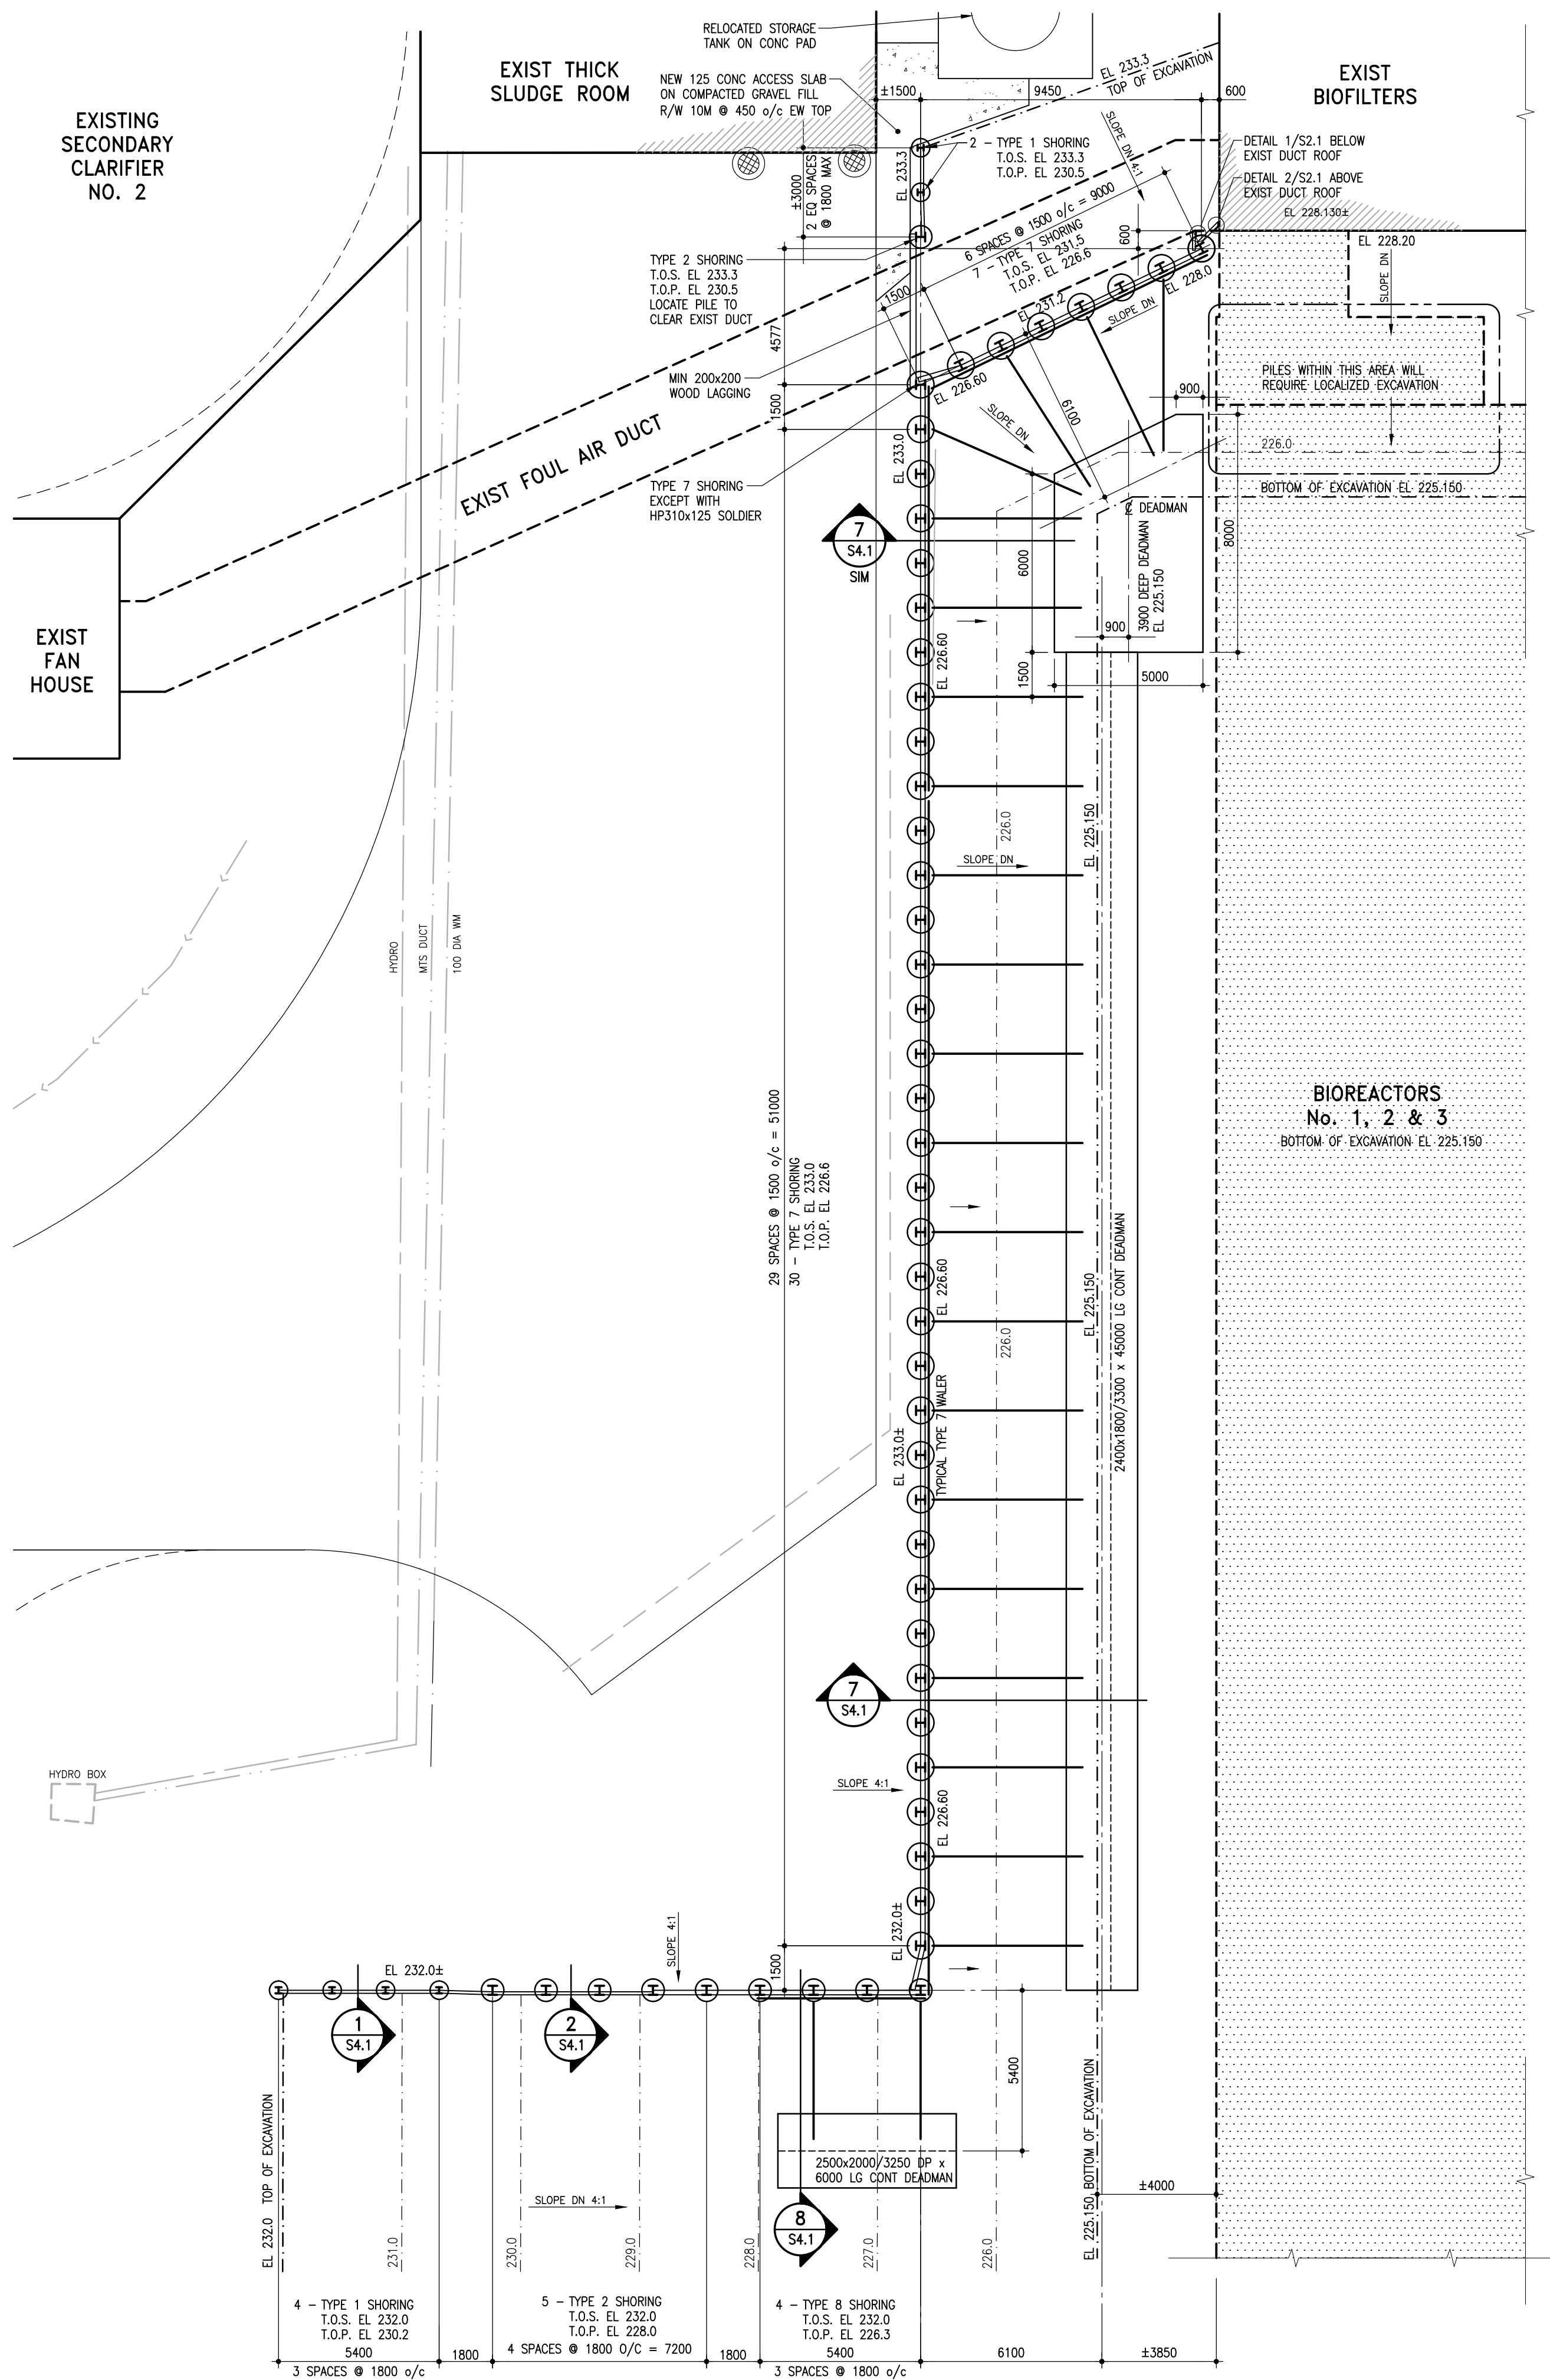 RELOCATED STORAGE
TANK ON CONC PAD
EXIST THICK
SLUDGE ROOM
NEW 125 CONC ACCESS SLAB
ON COMPACTED GRAVEL FILL
R/W 10M @ 450 o/c EW TOP
EXISTING
SECONDARY
CLARIFIER
NO. 2
EL 233.3
TOP OF EXCAVATION
EXIST
BIOFILTERS
±1500
9450
600
SLOPE DN 4:1
2 - TYPE 1 SHORING
T.O.S. EL 233.3
T.O.P. EL 230.5
DETAIL 1/S2.1 BELOW
EXIST DUCT ROOF
DETAIL 2/S2.1 ABOVE
EXIST DUCT ROOF
EL 228.130±
EL 233.3
±3000
2 EQ SPACES
@ 1800 MAX
6 SPACES @ 1500 o/c = 9000
7 - TYPE 7 SHORING
T.O.S. EL 231.5
T.O.P. EL 226.6
600
EL 228.20
SLOPE DN
TYPE 2 SHORING
T.O.S. EL 233.3
T.O.P. EL 230.5
LOCATE PILE TO
CLEAR EXIST DUCT
1500
EL 231.2
EL 228.0
SLOPE DN
4577
MIN 200x200
WOOD LAGGING
EL 226.60
1500
6100
900
PILES WITHIN THIS AREA WILL
REQUIRE LOCALIZED EXCAVATION
SLOPE DN
EL 233.0
226.0
EXIST FOUL AIR DUCT
TYPE 7 SHORING
EXCEPT WITH
HP310x125 SOLDIER
BOTTOM OF EXCAVATION EL 225.150
℄ DEADMAN
7
S4.1
SIM
6000
3900 DEEP DEADMAN
EL 225.150
8000
900
EXIST
FAN
HOUSE
EL 226.60
1500
5000
226.0
EL 225.150
SLOPE DN
HYDRO
MTS DUCT
100 DIA WM
BIOREACTORS
No. 1, 2 & 3
BOTTOM OF EXCAVATION EL 225.150
29 SPACES @ 1500 o/c = 51000
30 - TYPE 7 SHORING
T.O.S. EL 233.0
T.O.P. EL 226.6
EL 226.60
226.0
EL 225.150
2400x1800/3300 x 45000 LG CONT DEADMAN
TYPICAL TYPE 7 WALER
EL 233.0±
7
S4.1
HYDRO BOX
SLOPE 4:1
EL 226.60
SLOPE 4:1
EL 232.0±
1500
EL 232.0±
1
S4.1
2
S4.1
5400
EL 232.0 TOP OF EXCAVATION
2500x2000/3250 DP x
6000 LG CONT DEADMAN
EL 225.150 BOTTOM OF EXCAVATION
±4000
SLOPE DN 4:1
8
S4.1
231.0
230.0
229.0
228.0
227.0
226.0
4 - TYPE 1 SHORING
T.O.S. EL 232.0
T.O.P. EL 230.2
5 - TYPE 2 SHORING
T.O.S. EL 232.0
T.O.P. EL 228.0
4 SPACES @ 1800 O/C = 7200
4 - TYPE 8 SHORING
T.O.S. EL 232.0
T.O.P. EL 226.3
5400
1800
1800
5400
6100
±3850
3 SPACES @ 1800 o/c
3 SPACES @ 1800 o/c